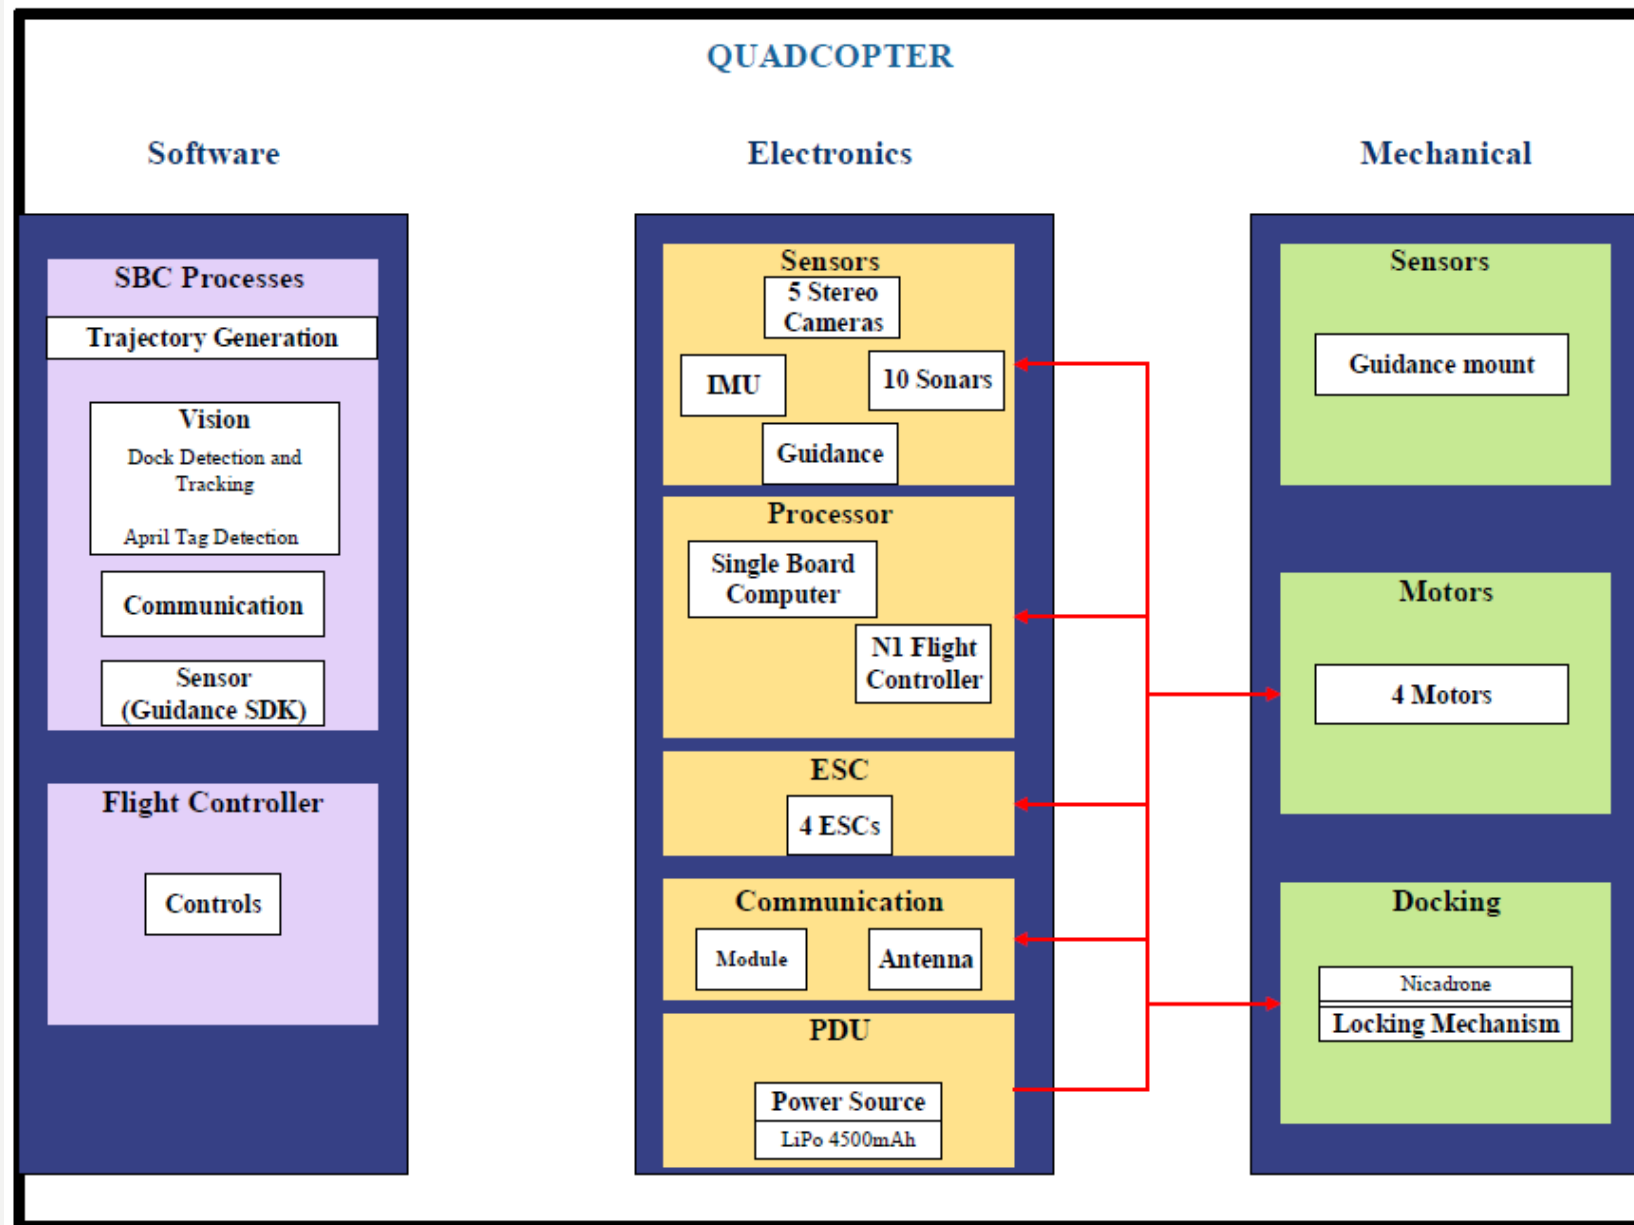 QUADCOPTER
Software
SBC Processes
Trajectory Generation
Vision
Dock Detection and
Tracking
April Tag Detection
Communication
Sensor
(Guidance SDK)
Flight Controller
Controls
Electronics
Sensors
5 Stereo
Cameras
IMU
10 Sonars
Guidance
Processor
Single Board
Computer
N1 Flight
Controller
ESC
4 ESCs
Communication
Module
Antenna
PDU
Power Source
LiPo 4500mAh
Mechanical
Sensors
Guidance mount
Motors
4 Motors
Docking
Nicadrone
Locking Mechanism